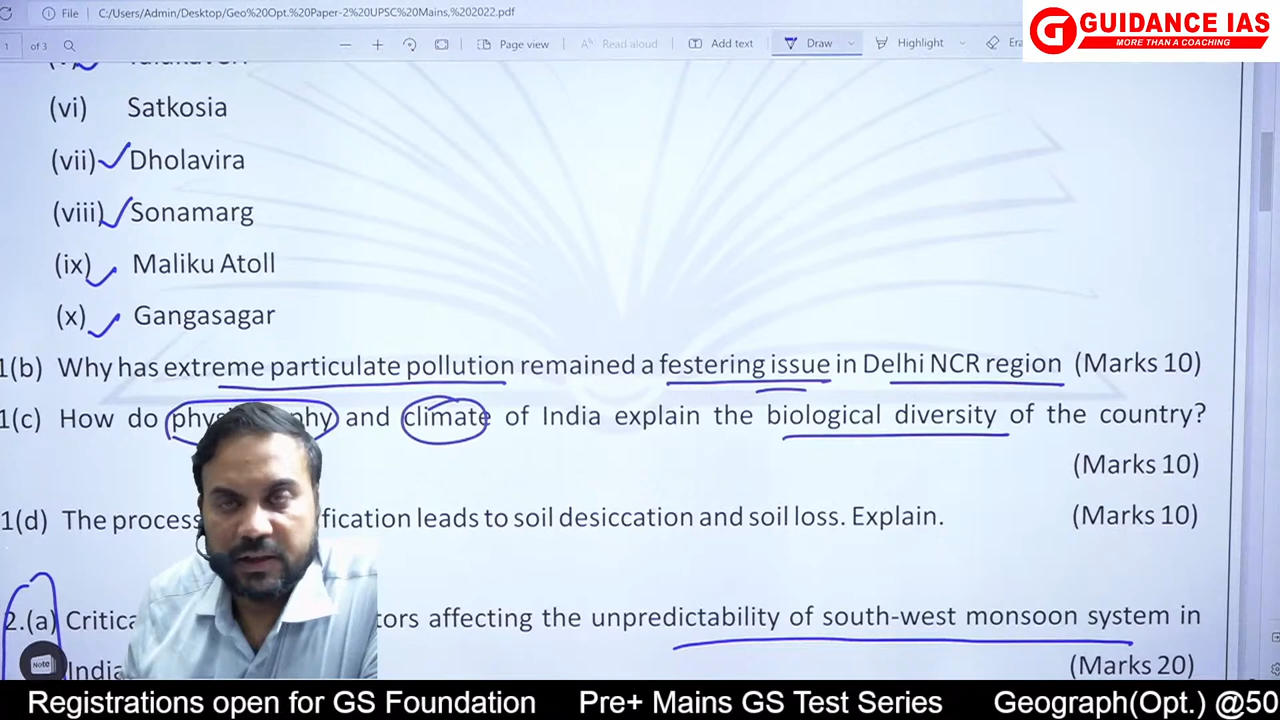 File C:/Users/Admin/Desktop/Geo%20Opt.%20Paper-2%20UPSC%20Mains,%202022.pdf
GUIDANCE IAS
MORE THAN A COACHING
1 of 3 Page view Read aloud Add text Draw Highlight
(vi) Satkosia
(vii) Dholavira
(viii) Sonamarg
(ix) Maliku Atoll
(x) Gangasagar
1(b) Why has extreme particulate pollution remained a festering issue in Delhi NCR region (Marks 10)
1(c) How do and climate of India explain the biological diversity of the country?
(Marks 10)
1(d) The process fication leads to soil desiccation and soil loss. Explain. (Marks 10)
2.(a) Critica tors affecting the unpredictability of south-west monsoon system in
India (Marks 20)
Note
Registrations open for GS Foundation Pre+ Mains GS Test Series Geograph(Opt.) @50